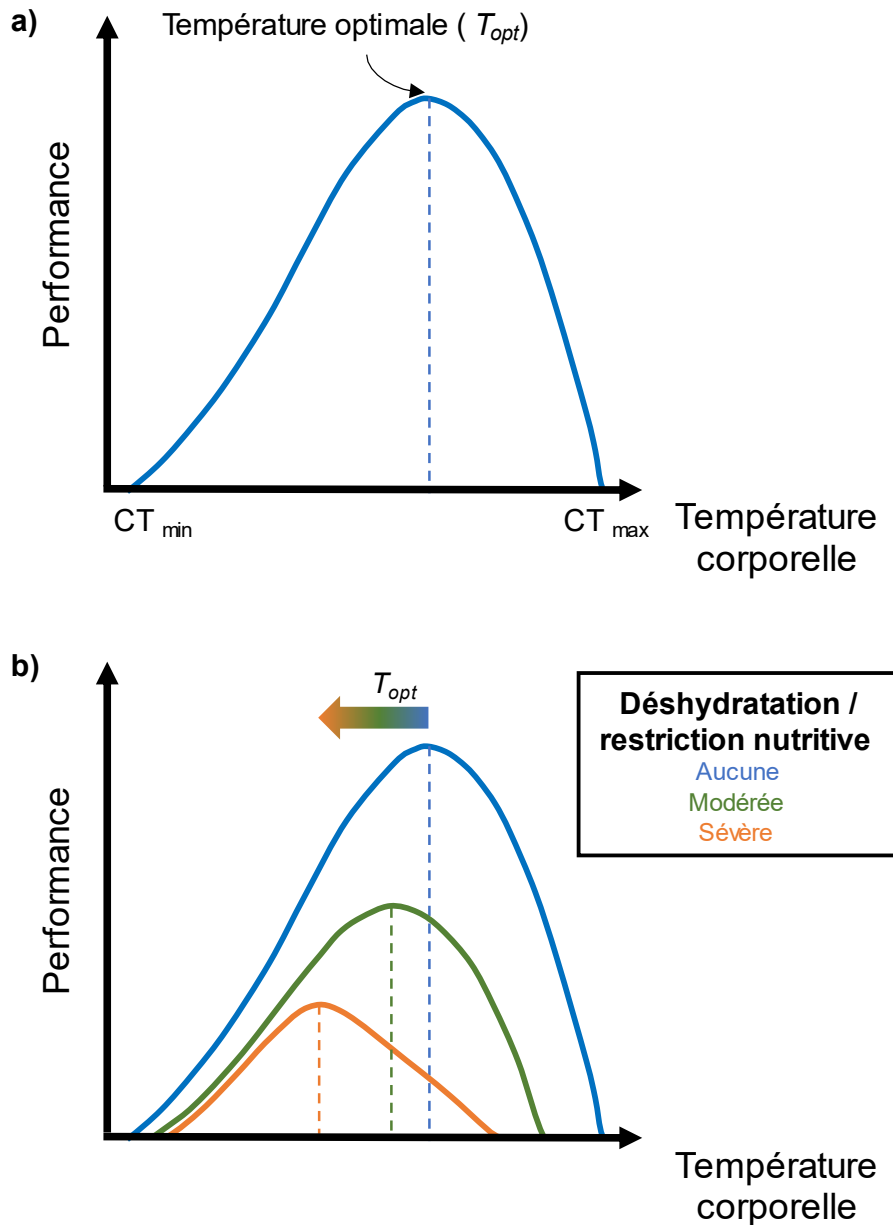 a)
Température optimale ( Topt)
Performance
CT min
CT max
Température
corporelle
b)
Topt
Déshydratation /
restriction nutritive
Aucune
Modérée
Sévère
Performance
Température
corporelle